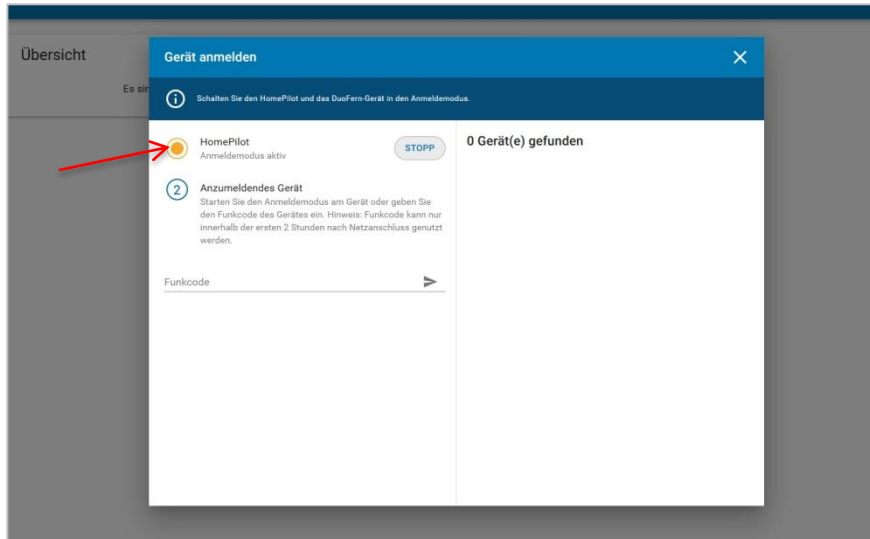 Übersicht
Es sin
Gerät anmelden
Schalten Sie den HomePilot und das DuoFern-Gerät in den Anmeldemodus.
HomePilot
Anmeldemodus aktiv
STOPP
2
Anzumeldendes Gerät
Starten Sie den Anmeldemodus am Gerät oder geben Sie
den Funkcode des Gerätes ein. Hinweis: Funkcode kann nur
innerhalb der ersten 2 Stunden nach Netzanschluss genutzt
werden.
Funkcode
0 Gerät(e) gefunden